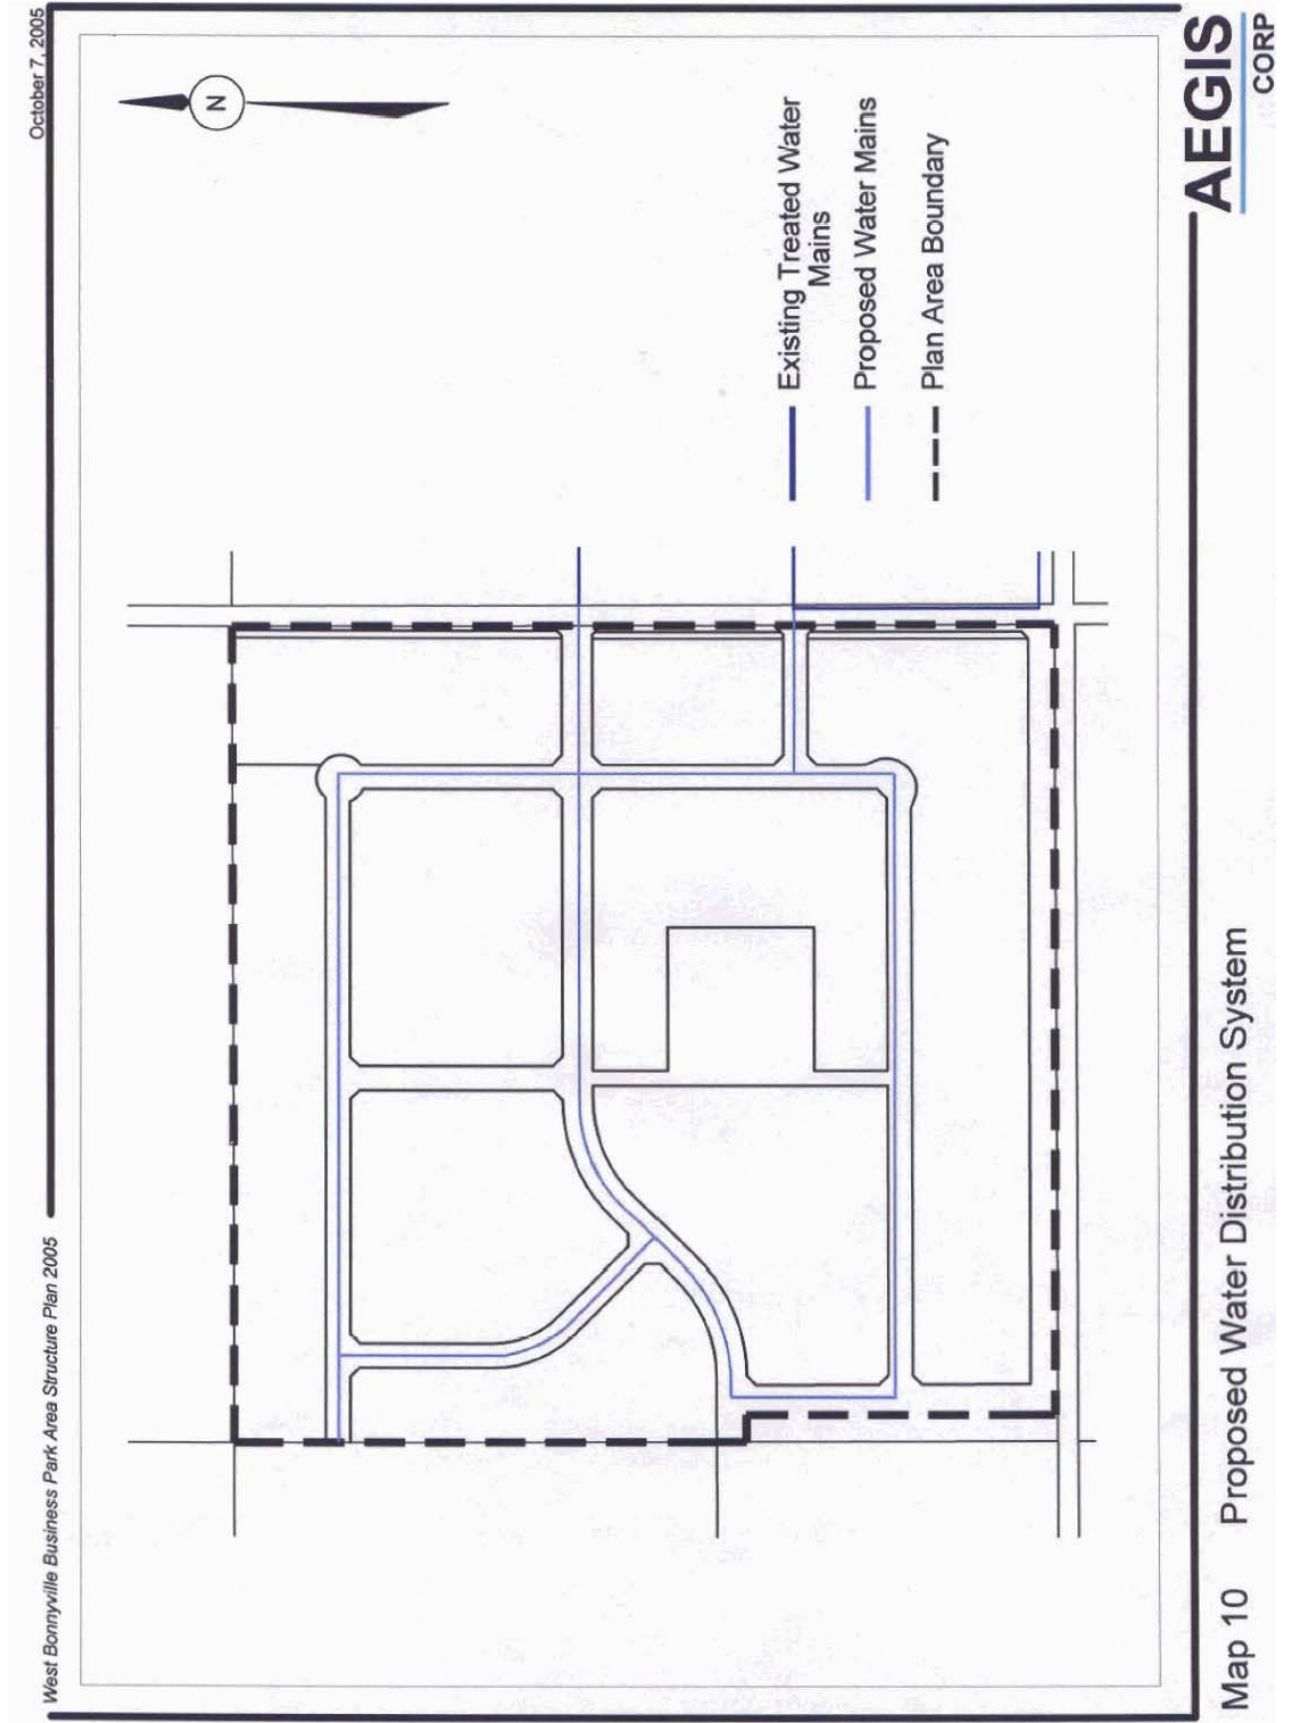 West Bonnyville Business Park Area Structure Plan 2005
October 7, 2005
N
Existing Treated Water
Mains
Proposed Water Mains
Plan Area Boundary
Map 10 Proposed Water Distribution System
AEGIS
CORP